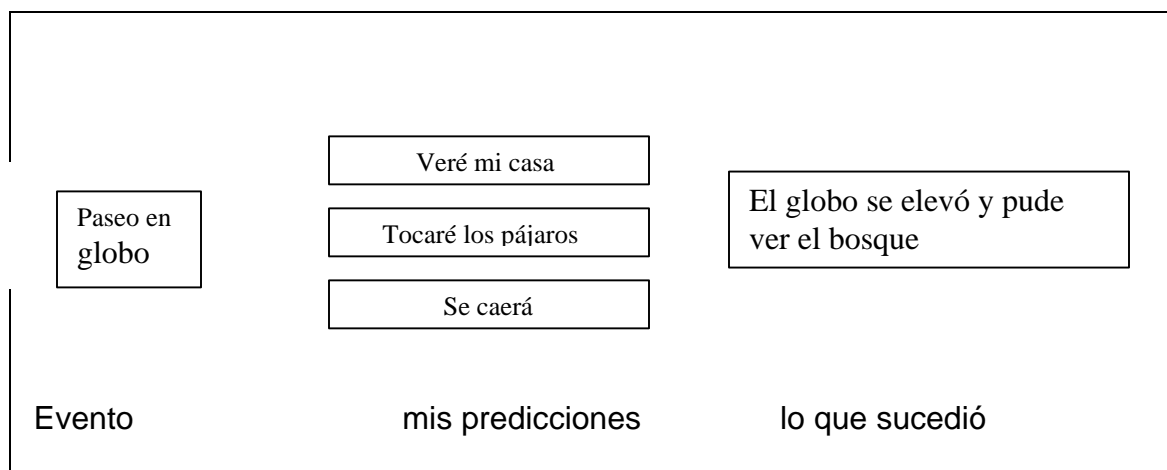 Veré mi casa
Paseo en
globo
Tocaré los pájaros
Se caerá
El globo se elevó y pude
ver el bosque
Evento
mis predicciones
lo que sucedió